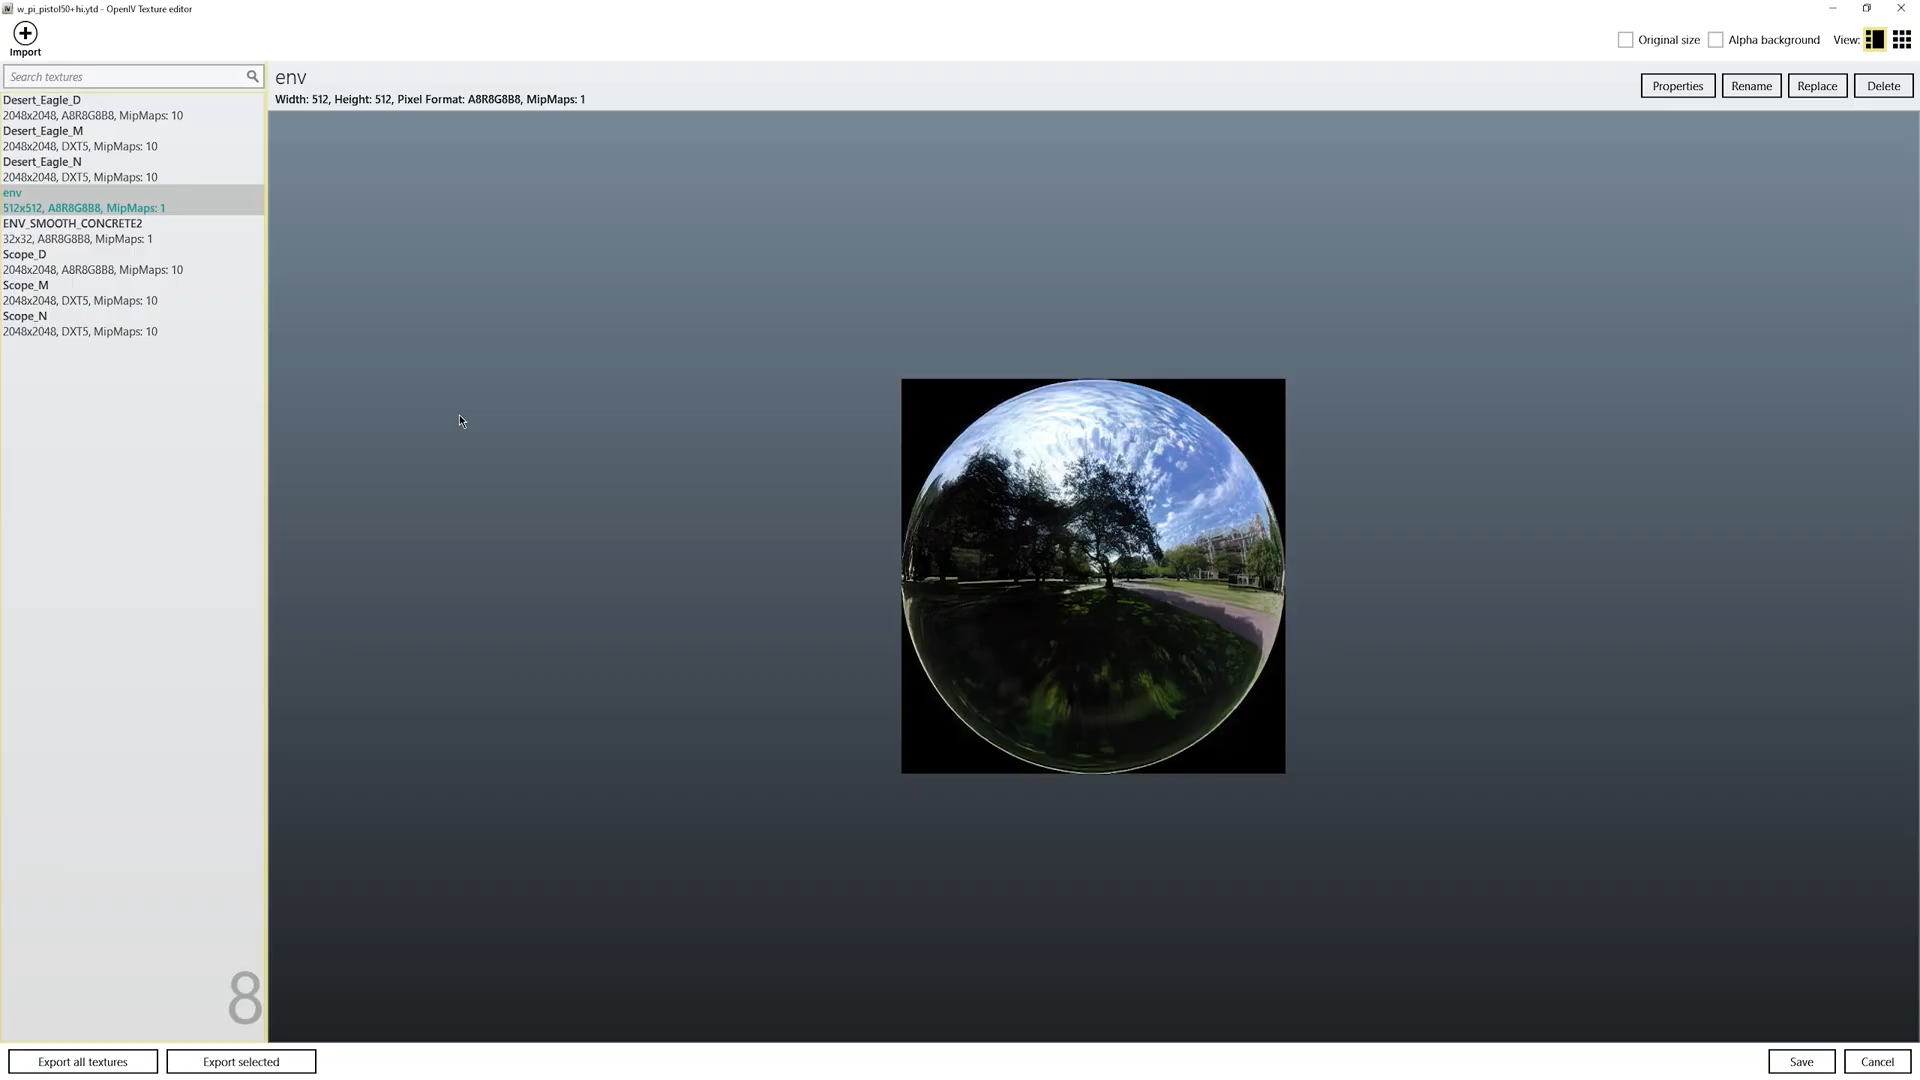 w_pi_pistol50+hi.ytd - OpenIV Texture editor
Import
Original size
Alpha background
View:
Search textures
env
Width: 512, Height: 512, Pixel Format: A8R8G8B8, MipMaps: 1
Properties
Rename
Replace
Delete
Desert_Eagle_D
2048x2048, A8R8G8B8, MipMaps: 10
Desert_Eagle_M
2048x2048, DXT5, MipMaps: 10
Desert_Eagle_N
2048x2048, DXT5, MipMaps: 10
env
512x512, A8R8G8B8, MipMaps: 1
ENV_SMOOTH_CONCRETE2
32x32, A8R8G8B8, MipMaps: 1
Scope_D
2048x2048, A8R8G8B8, MipMaps: 10
Scope_M
2048x2048, DXT5, MipMaps: 10
Scope_N
2048x2048, DXT5, MipMaps: 10
8
Export all textures
Export selected
Save
Cancel